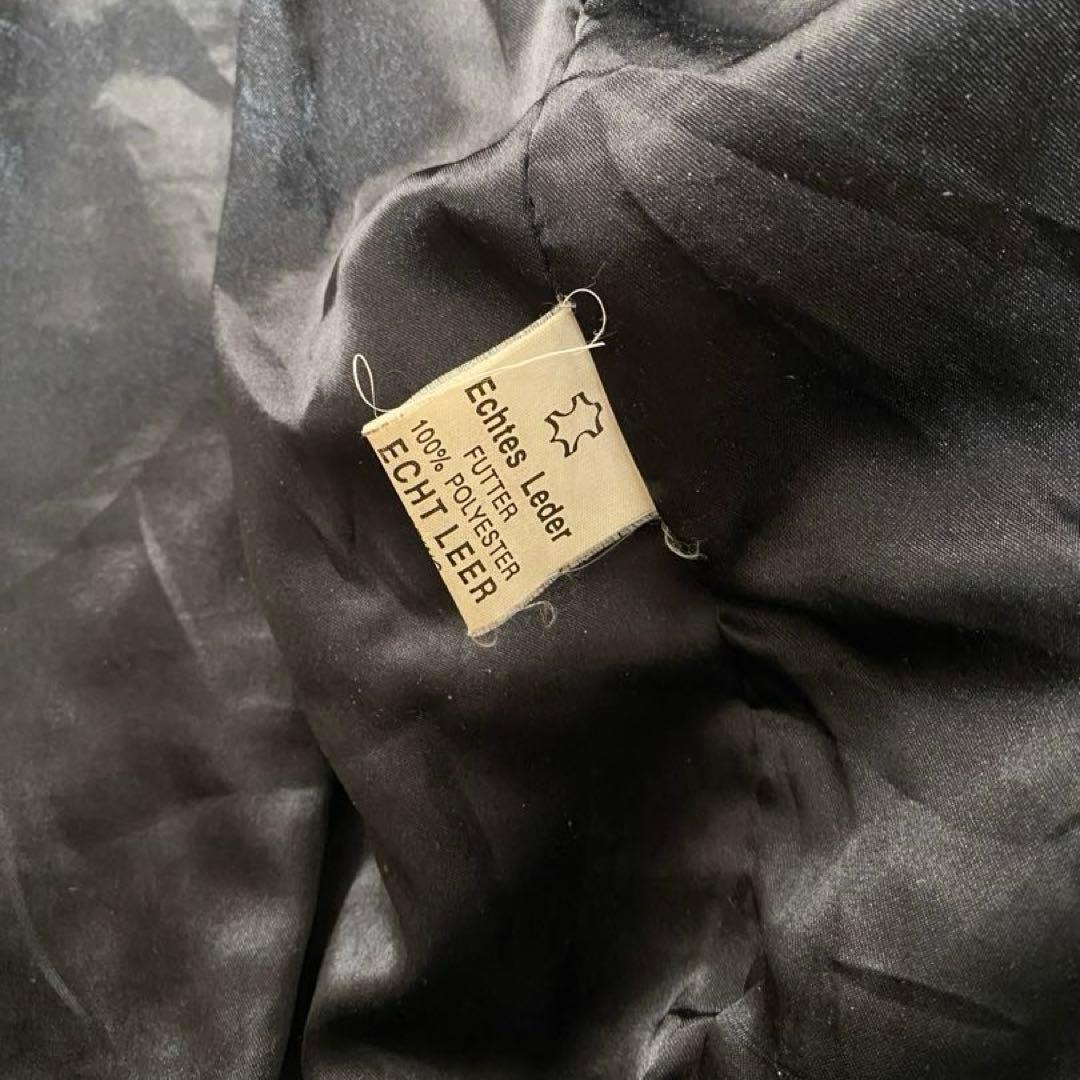 Echtes Leder
FUTTER
100% POLYESTER
ECHT LEER